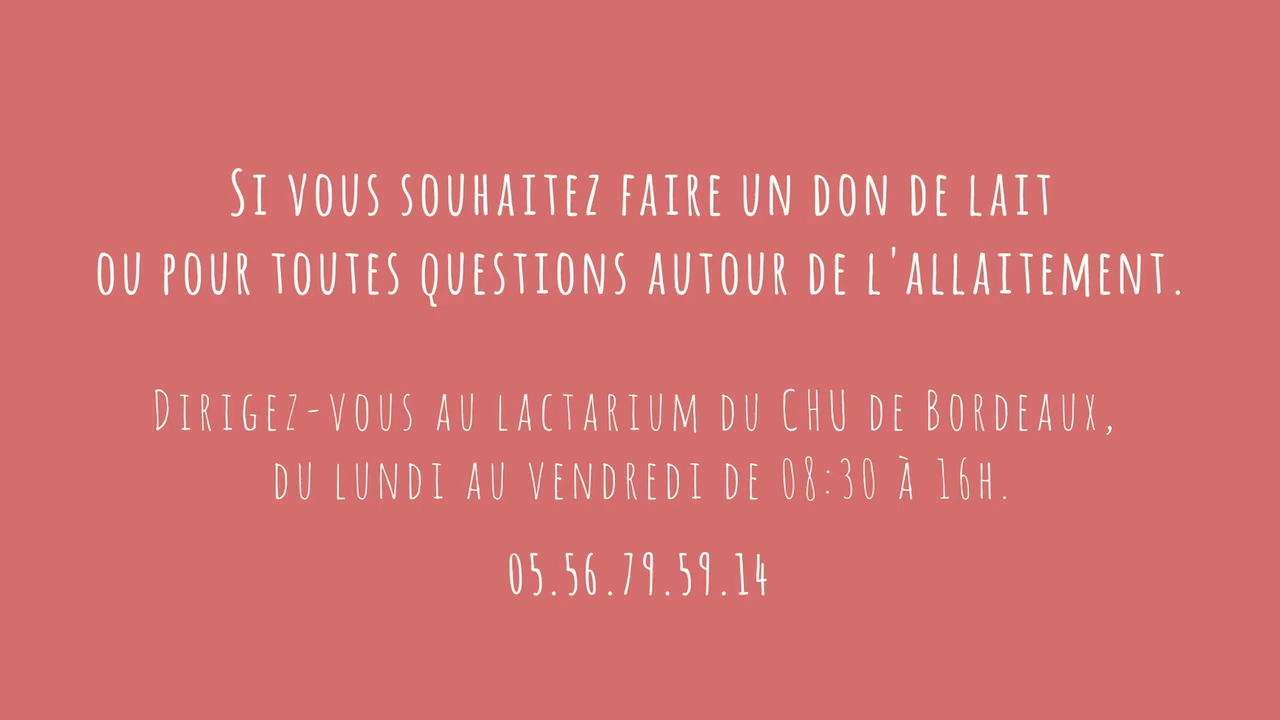 Si vous souhaitez faire un don de lait
ou pour toutes questions autour de l'allaitement.
Dirigez-vous au lactarium du CHU de Bordeaux,
du lundi au vendredi de 08:30 à 16h.
05.56.79.59.14